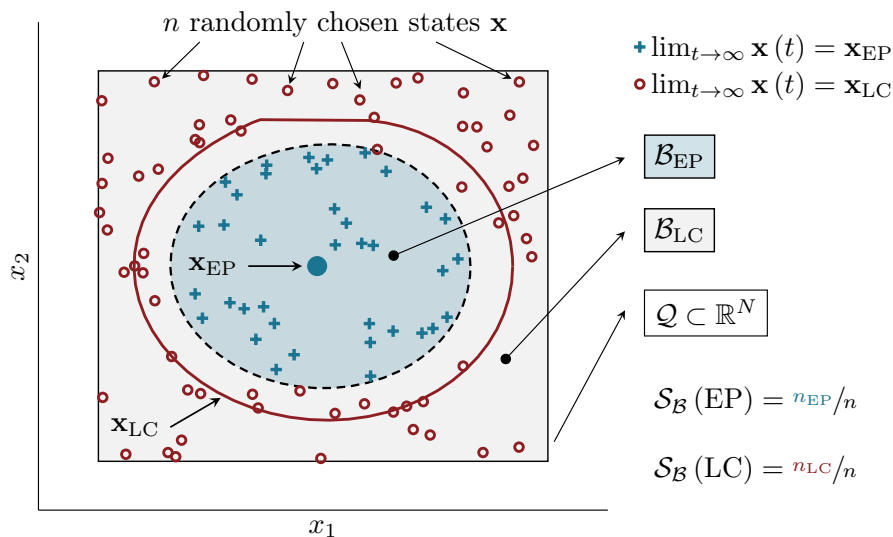 n randomly chosen states x
lim_{t→∞} x (t) = x_EP
lim_{t→∞} x (t) = x_LC
ℬ_EP
ℬ_LC
x_EP
𝒬 ⊂ ℝ^N
𝒮_ℬ (EP) = n_EP/n
x_LC
𝒮_ℬ (LC) = n_LC/n
x_2
x_1